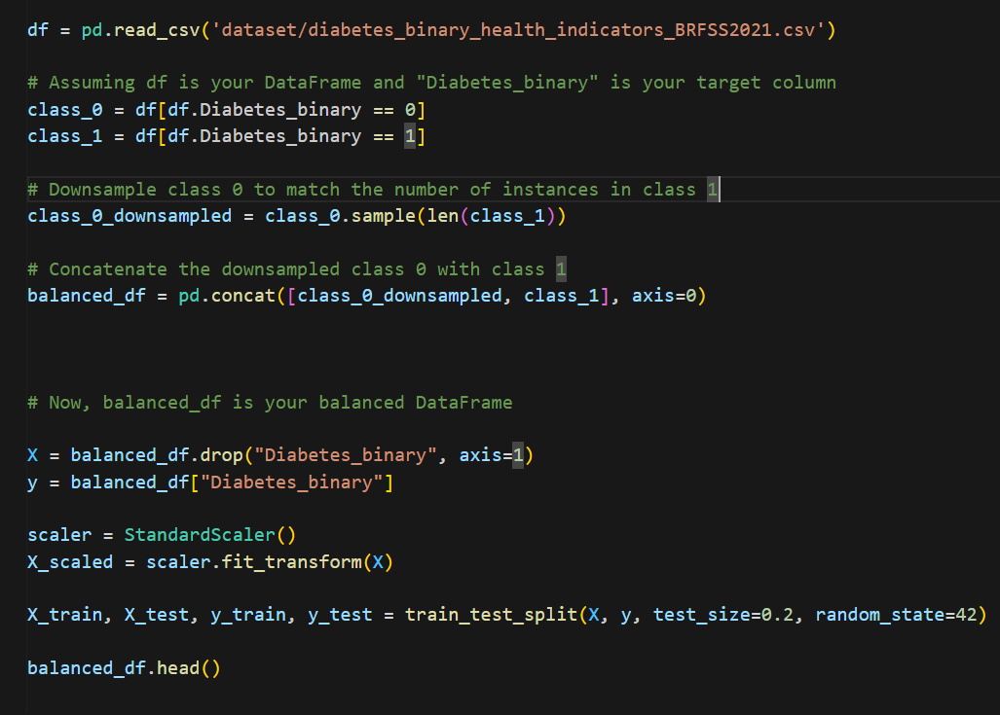 df = pd.read_csv('dataset/diabetes_binary_health_indicators_BRFSS2021.csv')
# Assuming df is your DataFrame and "Diabetes_binary" is your target column
class_0 = df[df.Diabetes_binary == 0]
class_1 = df[df.Diabetes_binary == 1]
# Downsample class 0 to match the number of instances in class 1
class_0_downsampled = class_0.sample(len(class_1))
# Concatenate the downsampled class 0 with class 1
balanced_df = pd.concat([class_0_downsampled, class_1], axis=0)
# Now, balanced_df is your balanced DataFrame
X = balanced_df.drop("Diabetes_binary", axis=1)
y = balanced_df["Diabetes_binary"]
scaler = StandardScaler()
X_scaled = scaler.fit_transform(X)
X_train, X_test, y_train, y_test = train_test_split(X, y, test_size=0.2, random_state=42)
balanced_df.head()